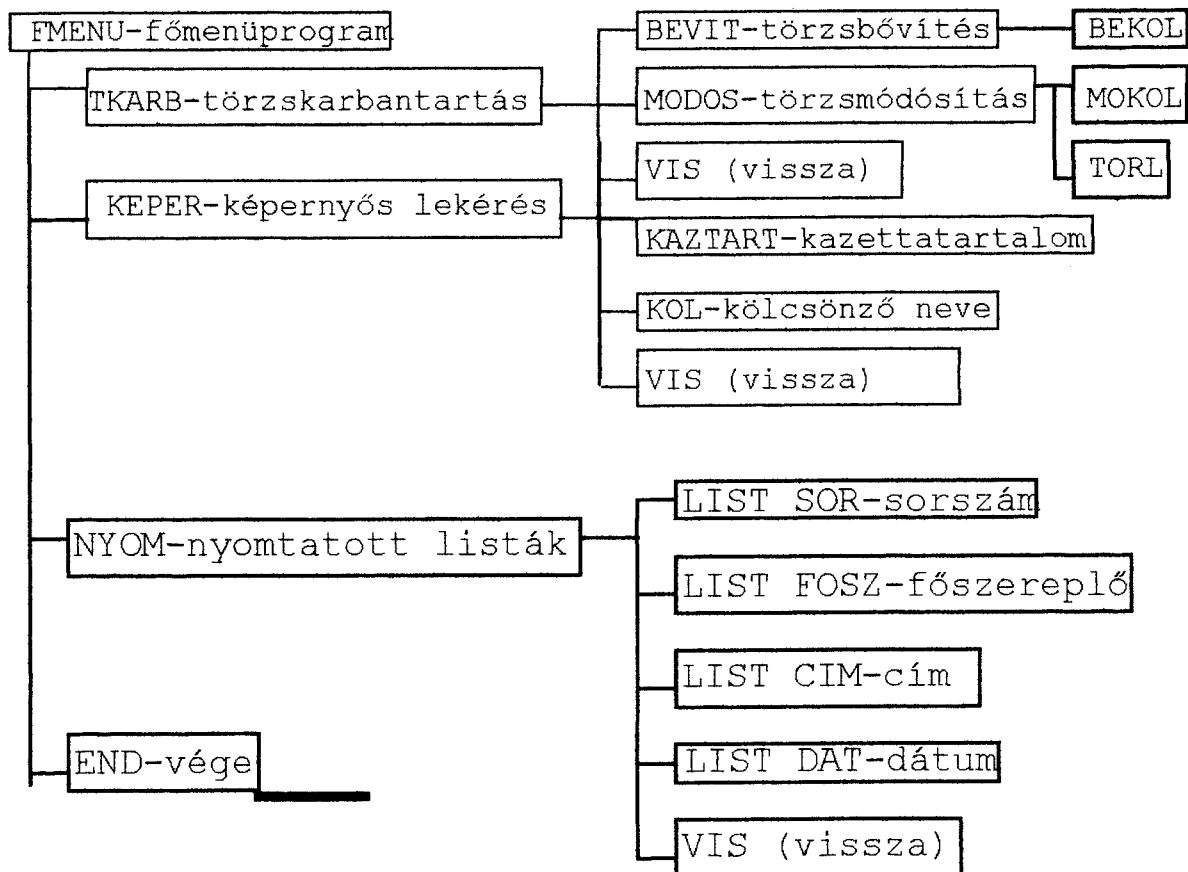 FMENU-főmenüprogram
TKARB-törzskarbantartás
KEPER-képernyős lekérés
NYOM-nyomtatott listák
END-vége
BEVIT-törzsbővítés
MODOS-törzsmódósítás
VIS (vissza)
KAZTART-kazettatartalom
KOL-kölcsönző neve
VIS (vissza)
BEKOL
MOKOL
TORL
LIST SOR-sorszám
LIST FOSZ-főszereplő
LIST CIM-cím
LIST DAT-dátum
VIS (vissza)